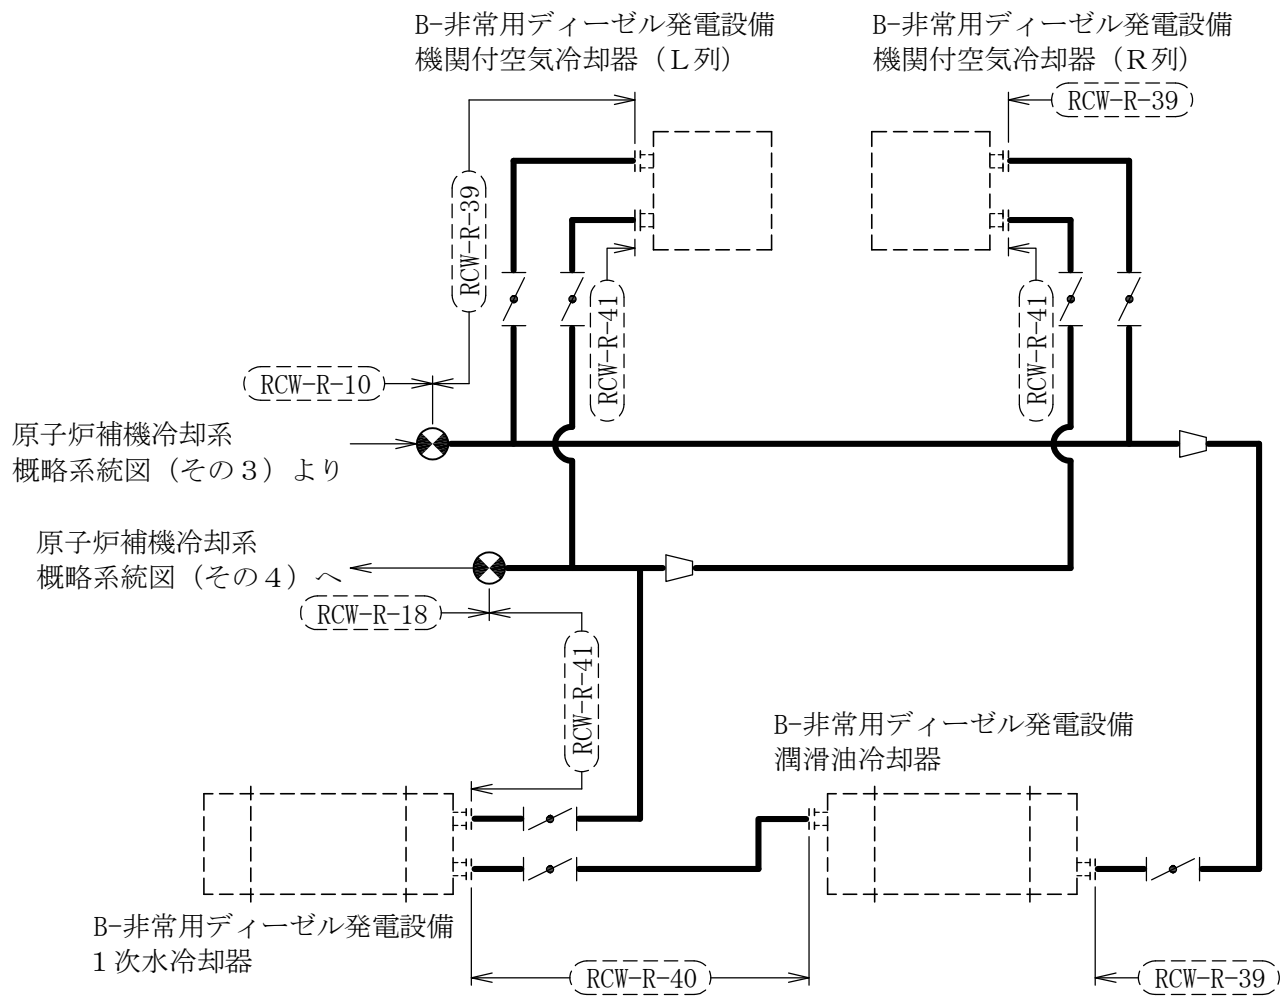 B-非常用ディーゼル発電設備
機関付空気冷却器（Ｌ列）
B-非常用ディーゼル発電設備
機関付空気冷却器（Ｒ列）
RCW-R-39
RCW-R-39
RCW-R-41
RCW-R-41
RCW-R-10
原子炉補機冷却系
概略系統図（その３）より
原子炉補機冷却系
概略系統図（その４）へ
RCW-R-18
RCW-R-41
B-非常用ディーゼル発電設備
潤滑油冷却器
B-非常用ディーゼル発電設備
１次水冷却器
RCW-R-40
RCW-R-39